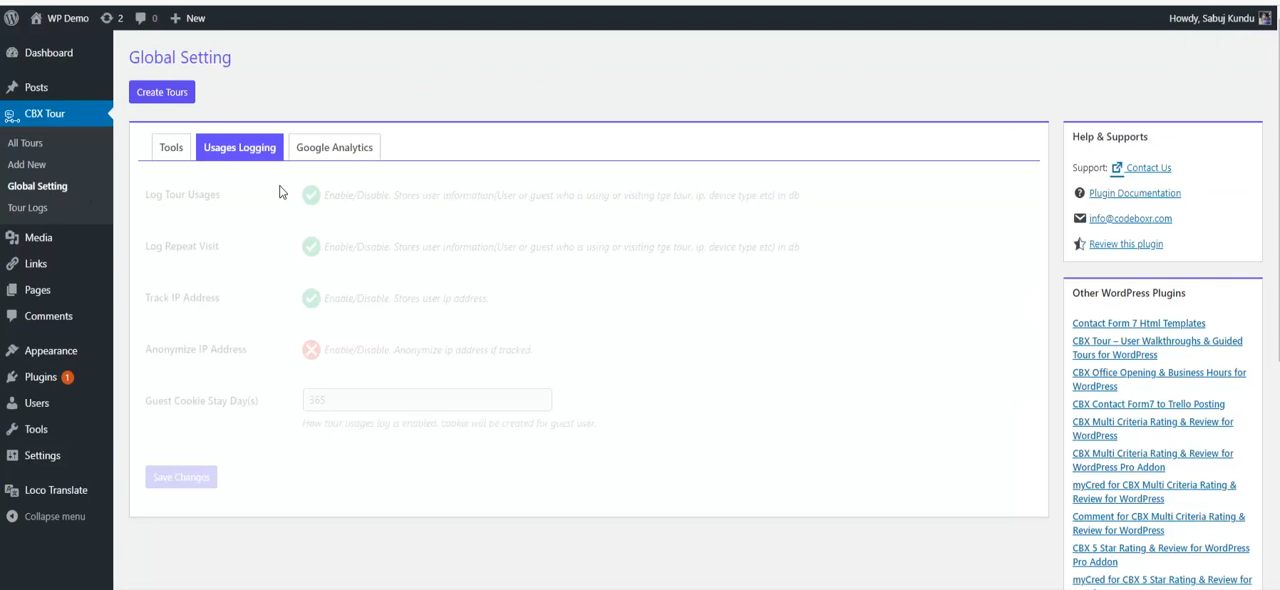 WP Demo 2 0 New
Howdy, Sabuj Kundu
Dashboard
Posts
CBX Tour
All Tours
Add New
Global Setting
Tour Logs
Media
Links
Pages
Comments
Appearance
Plugins 1
Users
Tools
Settings
Loco Translate
Collapse menu
Global Setting
Create Tours
Tools
Usages Logging
Google Analytics
Log Tour Usages
Enable/Disable. Stores user information(User or guest who is using or visiting tge tour, ip, device type etc) in db
Log Repeat Visit
Enable/Disable. Stores user information(User or guest who is using or visiting tge tour, ip, device type etc) in db
Track IP Address
Enable/Disable. Stores user ip address.
Anonymize IP Address
Enable/Disable. Anonymize ip address if tracked.
Guest Cookie Stay Day(s)
365
How tour usages log is enabled, cookie will be created for guest user.
Save Changes
Help & Supports
Support: Contact Us
Plugin Documentation
info@codeboxr.com
Review this plugin
Other WordPress Plugins
Contact Form 7 Html Templates
CBX Tour – User Walkthroughs & Guided
Tours for WordPress
CBX Office Opening & Business Hours for
WordPress
CBX Contact Form7 to Trello Posting
CBX Multi Criteria Rating & Review for
WordPress
CBX Multi Criteria Rating & Review for
WordPress Pro Addon
myCred for CBX Multi Criteria Rating &
Review for WordPress
Comment for CBX Multi Criteria Rating &
Review for WordPress
CBX 5 Star Rating & Review for WordPress
Pro Addon
myCred for CBX 5 Star Rating & Review for